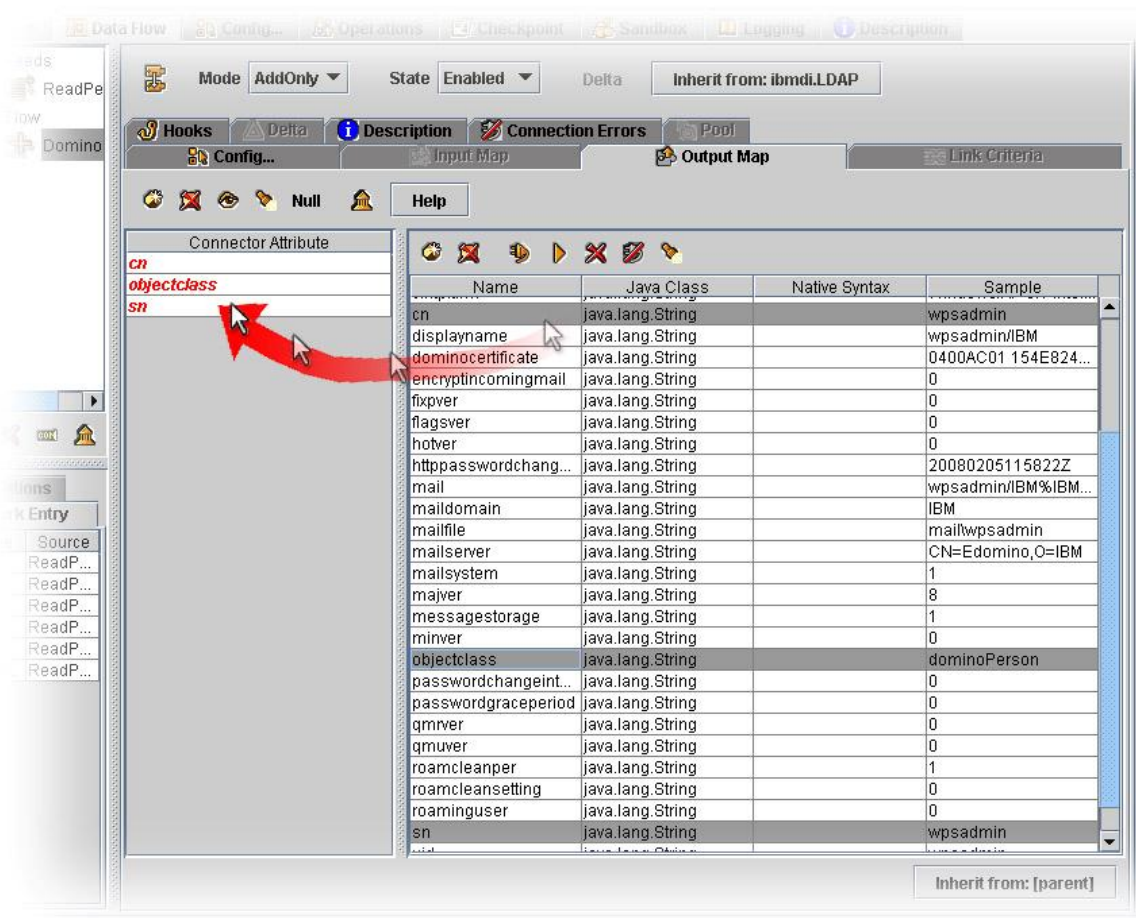 Data Flow Config... Operations Checkpoint Sandbox Logging Description
eds
ReadPe
low
Domino
Mode AddOnly State Enabled Delta Inherit from: ibmdi.LDAP
Hooks Delta Description Connection Errors Pool
Config... Input Map Output Map Link Criteria
Null Help
Connector Attribute
cn
objectclass
sn
Name Java Class Native Syntax Sample
cn java.lang.String wpsadmin
displayname java.lang.String wpsadmin/IBM
dominocertificate java.lang.String 0400AC01 154E824...
encryptincomingmail java.lang.String 0
fixpver java.lang.String 0
flagsver java.lang.String 0
hotver java.lang.String 0
httppasswordchang... java.lang.String 20080205115822Z
mail java.lang.String wpsadmin/IBM%IBM...
maildomain java.lang.String IBM
mailfile java.lang.String mail\wpsadmin
mailserver java.lang.String CN=Edomino,O=IBM
mailsystem java.lang.String 1
majver java.lang.String 8
messagestorage java.lang.String 1
minver java.lang.String 0
objectclass java.lang.String dominoPerson
passwordchangeint... java.lang.String 0
passwordgraceperiod java.lang.String 0
qmrver java.lang.String 0
qmuver java.lang.String 0
roamcleanper java.lang.String 1
roamcleansetting java.lang.String 0
roaminguser java.lang.String 0
sn java.lang.String wpsadmin
CON
tions
rk Entry
Source
ReadP...
ReadP...
ReadP...
ReadP...
ReadP...
ReadP...
Inherit from: [parent]